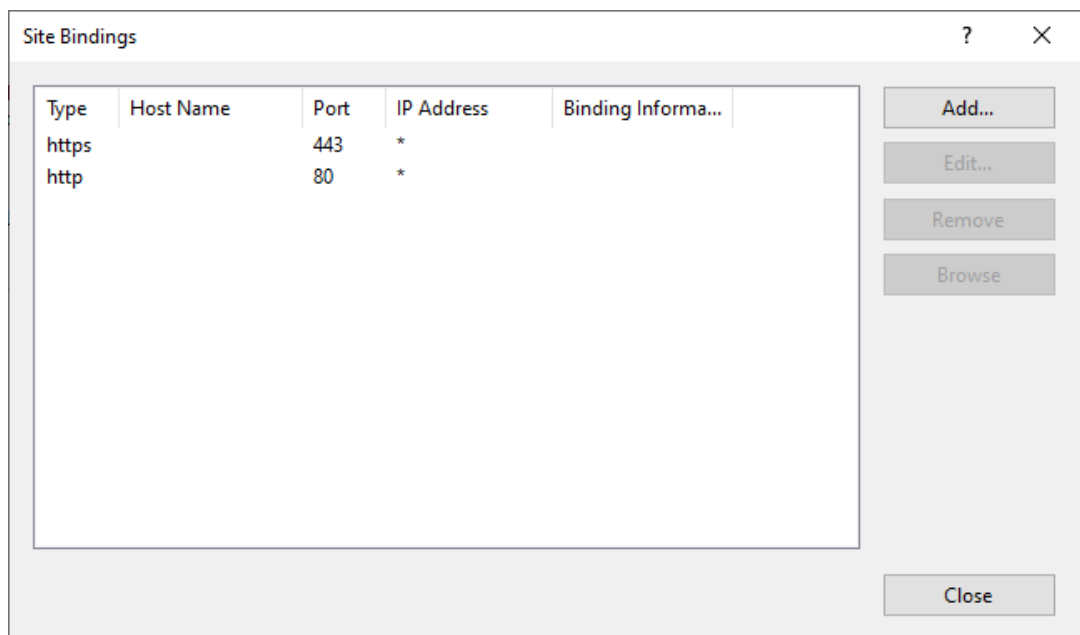 Site Bindings ?
Type Host Name Port IP Address Binding Informa...
https 443 *
http 80 *
Add...
Edit...
Remove
Browse
Close